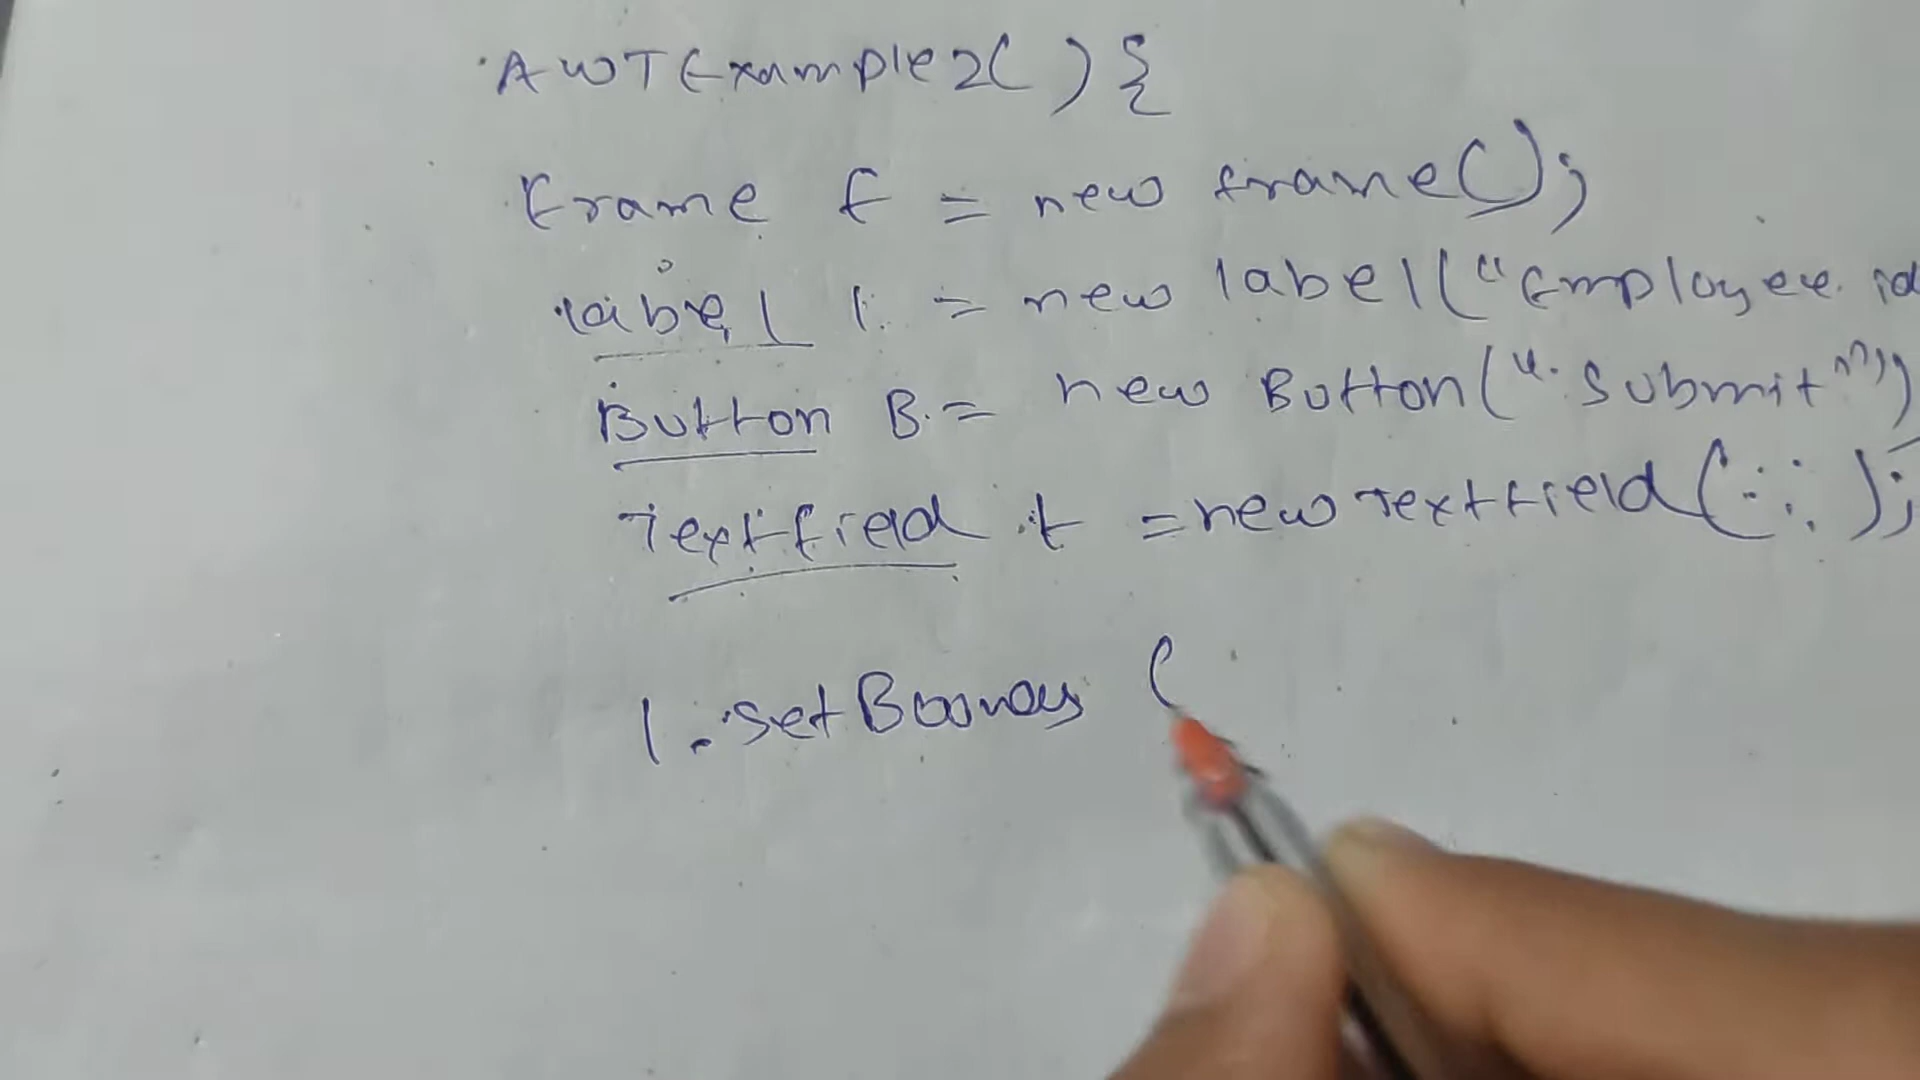 AWTExample2( ) {
Frame f = new frame();
label l = new label("Employee id
Button B = new Button("submit"))
Textfield t = new Textfield( );
l.setBounds (